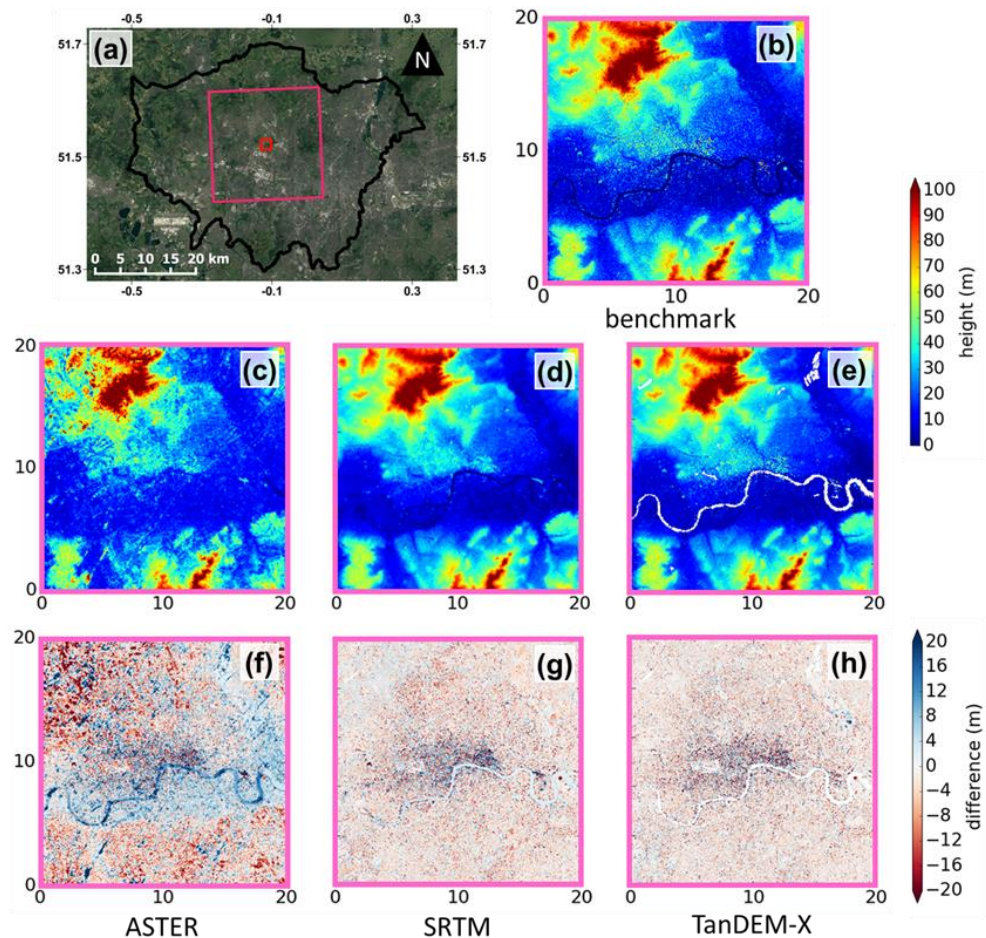 -0.5 -0.1 0.3
51.7 (a) N 51.7
51.5 51.5
51.3 0 5 10 15 20 km 51.3
-0.5 -0.1 0.3
20 (b)
10
0
0 10 20
benchmark
100
90
80
70
60
50
40
30
20
10
0
height (m)
20 (c) (d) (e)
10
0
0 10 20 0 10 20 0 10 20
20 (f) (g) (h)
10
0
0 10 20 0 10 20 0 10 20
ASTER SRTM TanDEM-X
20
16
12
8
4
0
−4
−8
−12
−16
−20
difference (m)